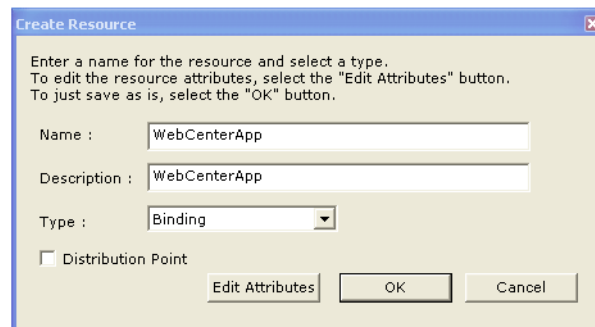 Create Resource
Enter a name for the resource and select a type.
To edit the resource attributes, select the "Edit Attributes" button.
To just save as is, select the "OK" button.
Name : WebCenterApp
Description : WebCenterApp
Type : Binding
Distribution Point
Edit Attributes OK Cancel